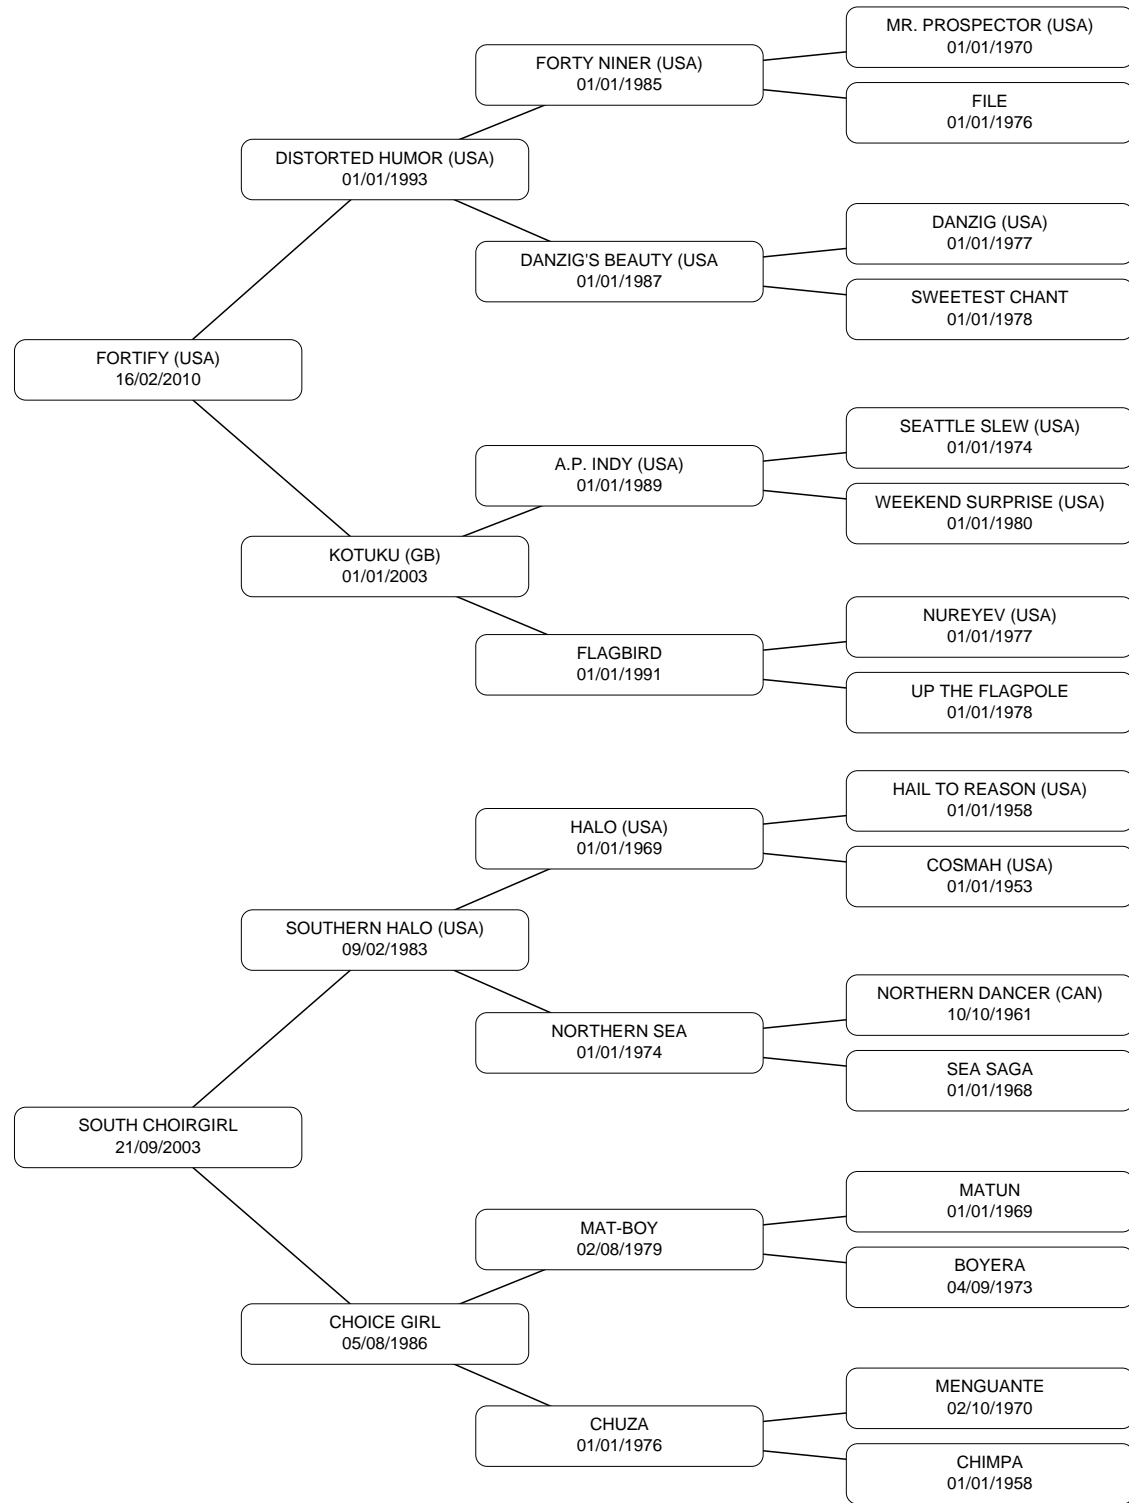 MR. PROSPECTOR (USA)
01/01/1970
FORTY NINER (USA)
01/01/1985
FILE
01/01/1976
DISTORTED HUMOR (USA)
01/01/1993
DANZIG (USA)
01/01/1977
DANZIG'S BEAUTY (USA
01/01/1987
SWEETEST CHANT
01/01/1978
FORTIFY (USA)
16/02/2010
SEATTLE SLEW (USA)
01/01/1974
A.P. INDY (USA)
01/01/1989
WEEKEND SURPRISE (USA)
01/01/1980
KOTUKU (GB)
01/01/2003
NUREYEV (USA)
01/01/1977
FLAGBIRD
01/01/1991
UP THE FLAGPOLE
01/01/1978
HAIL TO REASON (USA)
01/01/1958
HALO (USA)
01/01/1969
COSMAH (USA)
01/01/1953
SOUTHERN HALO (USA)
09/02/1983
NORTHERN DANCER (CAN)
10/10/1961
NORTHERN SEA
01/01/1974
SEA SAGA
01/01/1968
SOUTH CHOIRGIRL
21/09/2003
MATUN
01/01/1969
MAT-BOY
02/08/1979
BOYERA
04/09/1973
CHOICE GIRL
05/08/1986
MENGUANTE
02/10/1970
CHUZA
01/01/1976
CHIMPA
01/01/1958